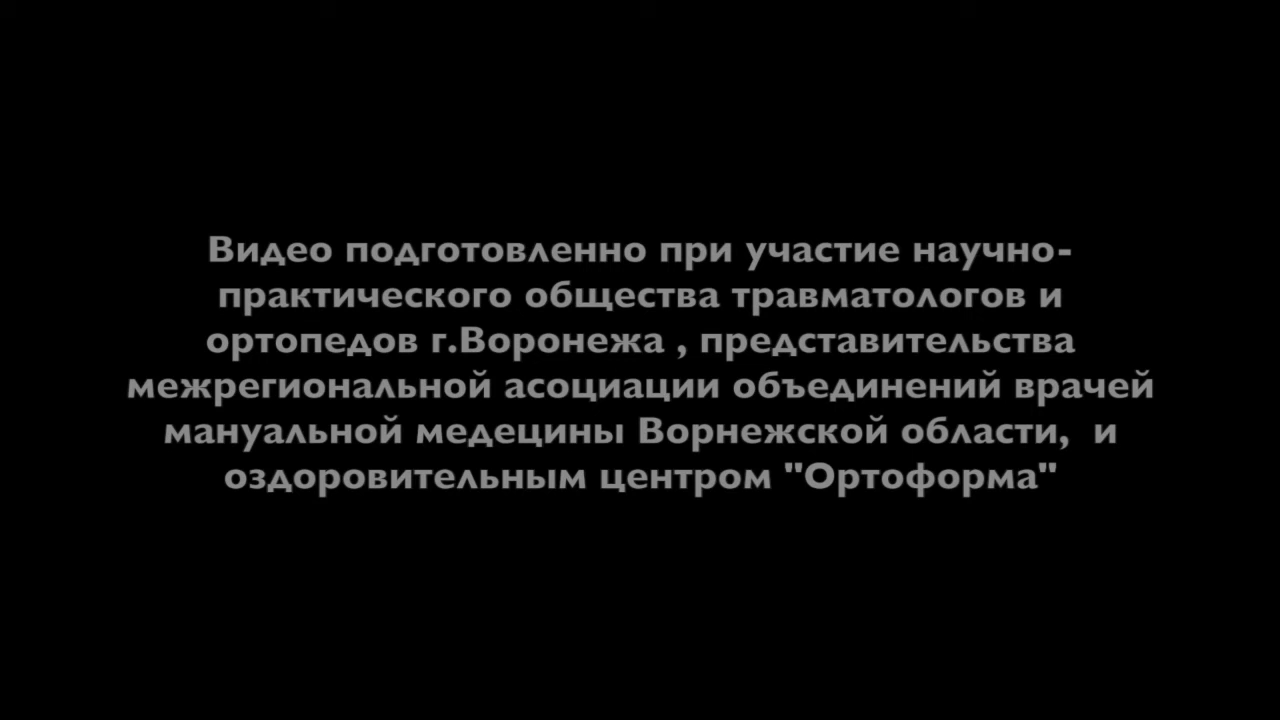 Видео подготовленно при участие научно-
практического общества травматологов и
ортопедов г.Воронежа , представительства
межрегиональной асоциации объединений врачей
мануальной медецины Ворнежской области,  и
оздоровительным центром "Ортоформа"